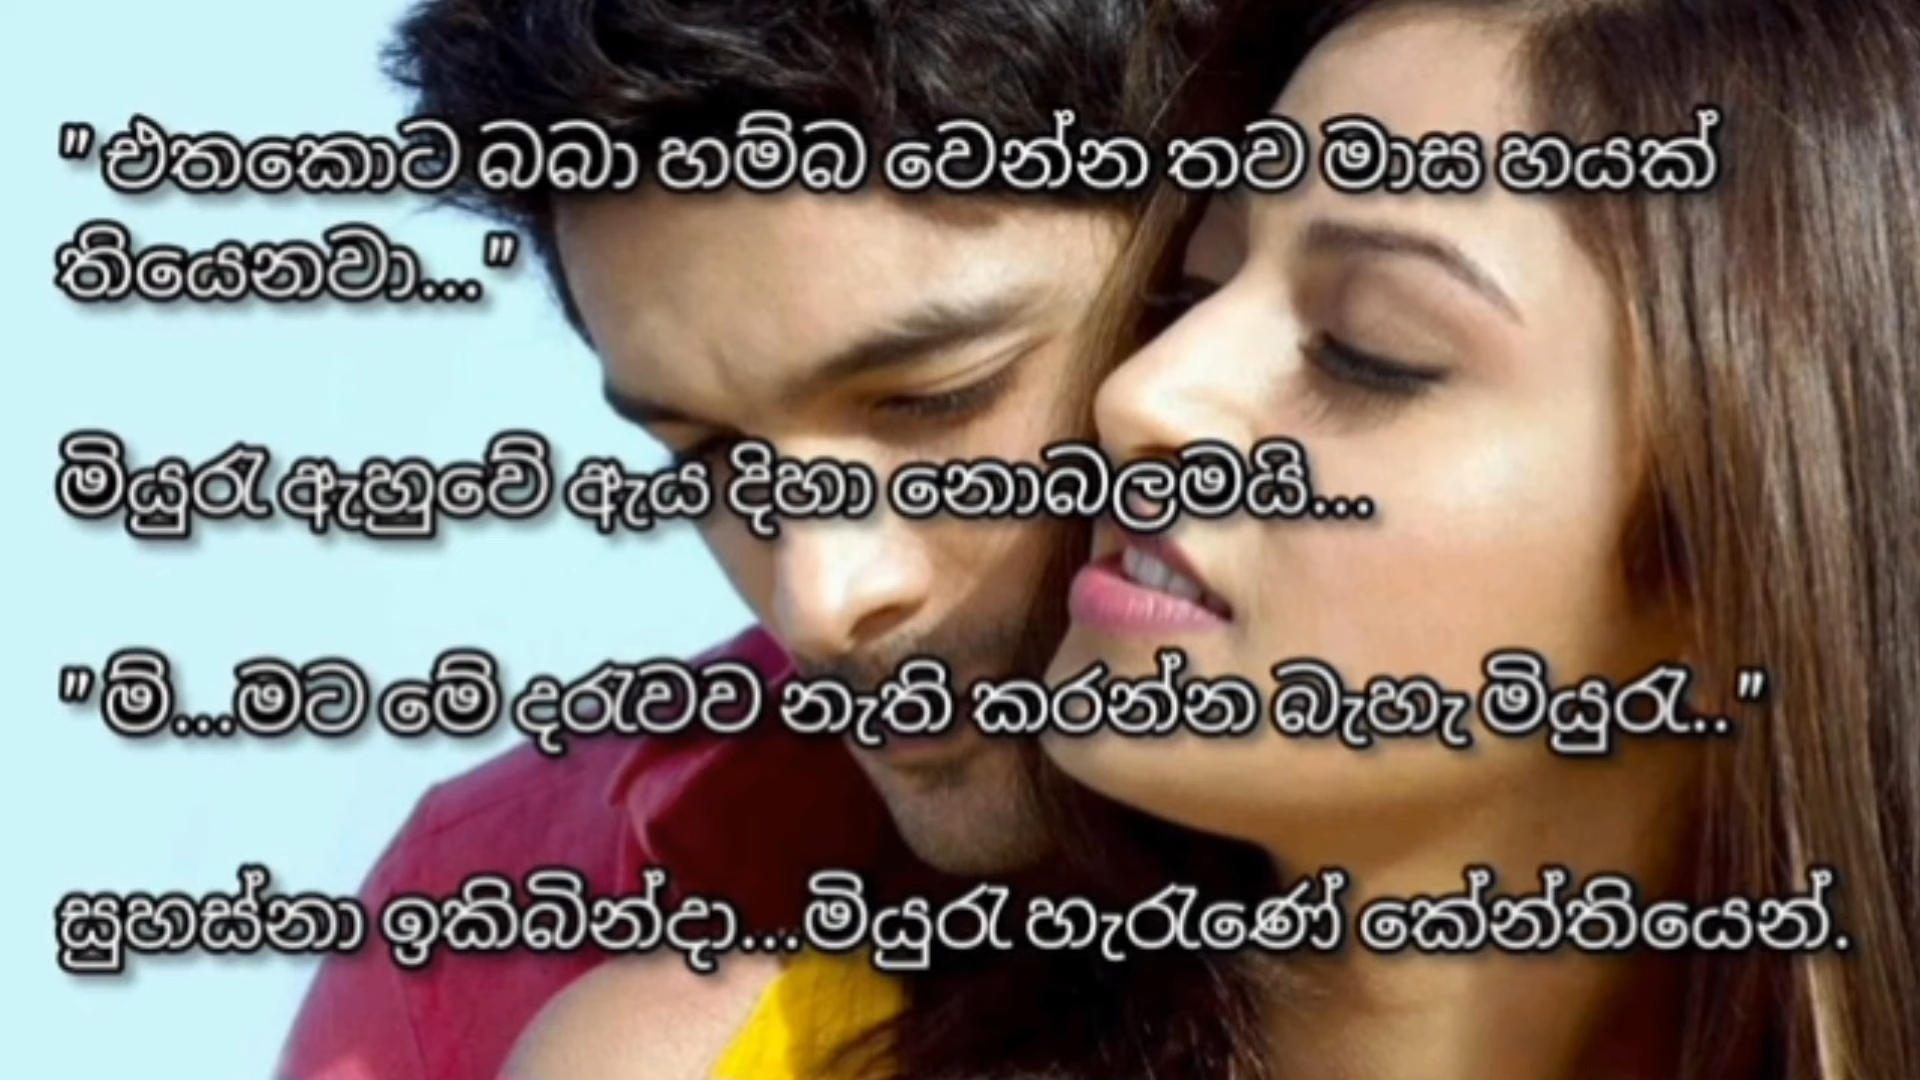 "එතකොට බබා හම්බ වෙන්න තව මාස හයක්
තියෙනවා..."
මියුරු ඇහුවේ ඇය දිහා නොබලමයි...
"ම්...මට මේ දරුවව නැති කරන්න බැහැ මියුරු.."
සුහස්නා ඉකිබින්දා...මියුරු හැරුණේ කේන්තියෙන්.